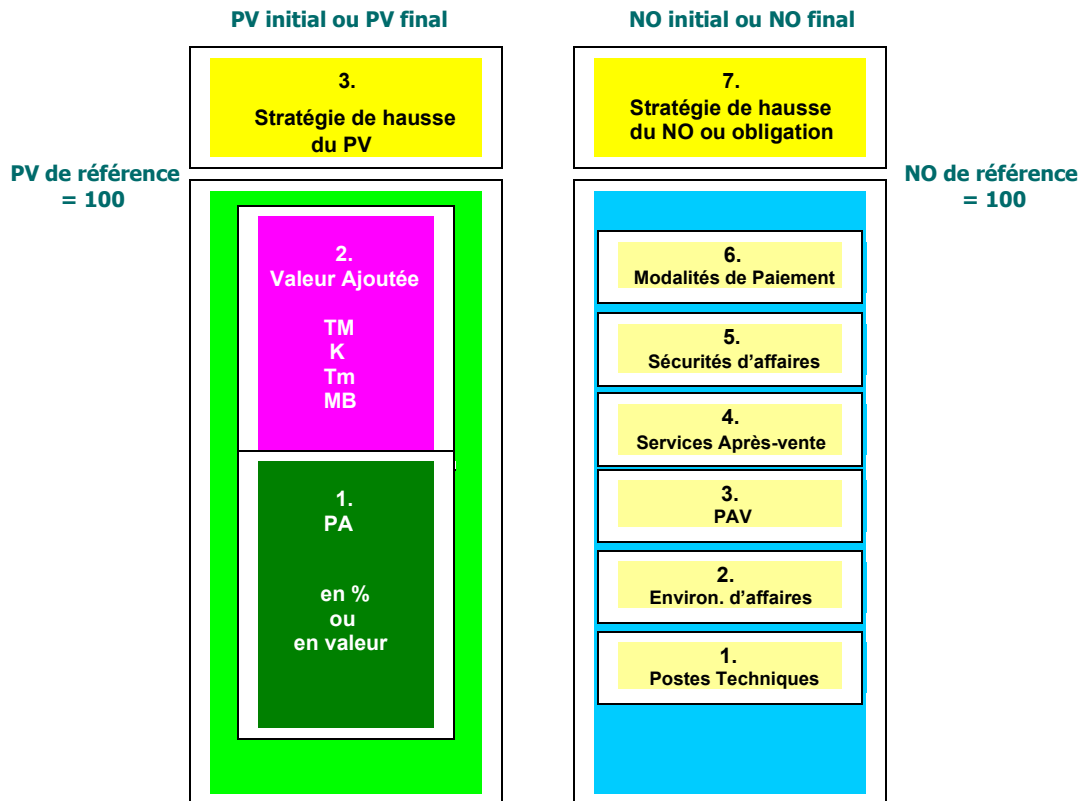 PV initial ou PV final
NO initial ou NO final
3.
Stratégie de hausse
du PV
7.
Stratégie de hausse
du NO ou obligation
PV de référence
= 100
NO de référence
= 100
2.
Valeur Ajoutée
TM
K
Tm
MB
1.
PA
en %
ou
en valeur
6.
Modalités de Paiement
5.
Sécurités d'affaires
4.
Services Après-vente
3.
PAV
2.
Environ. d'affaires
1.
Postes Techniques